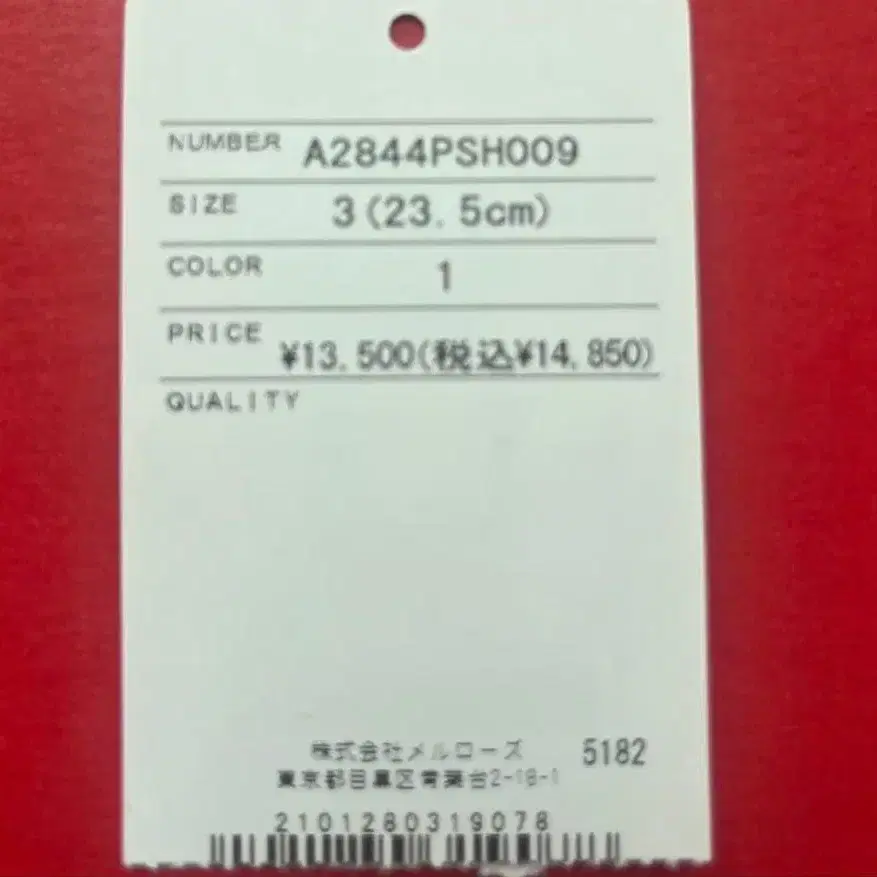 NUMBER A2844PSH009
SIZE 3(23.5cm)
COLOR 1
PRICE ¥13,500(税込¥14,850)
QUALITY
株式会社メルローズ 5182
東京都目黒区青葉台2-18-1
2101280319078